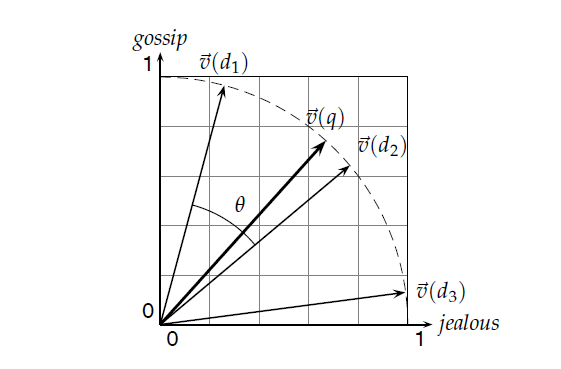 gossip
1
v⃗(d₁)
v⃗(q)
v⃗(d₂)
θ
v⃗(d₃)
0
jealous
0
1